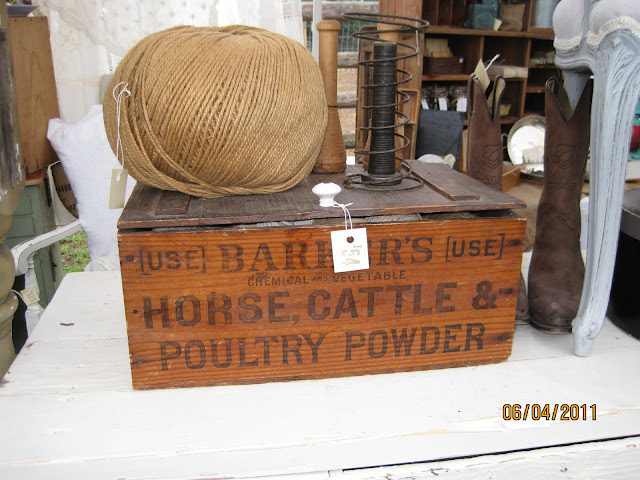 [USE] BARKER'S [USE]
CHEMICAL AND VEGETABLE
HORSE, CATTLE &
POULTRY POWDER
06/04/2011